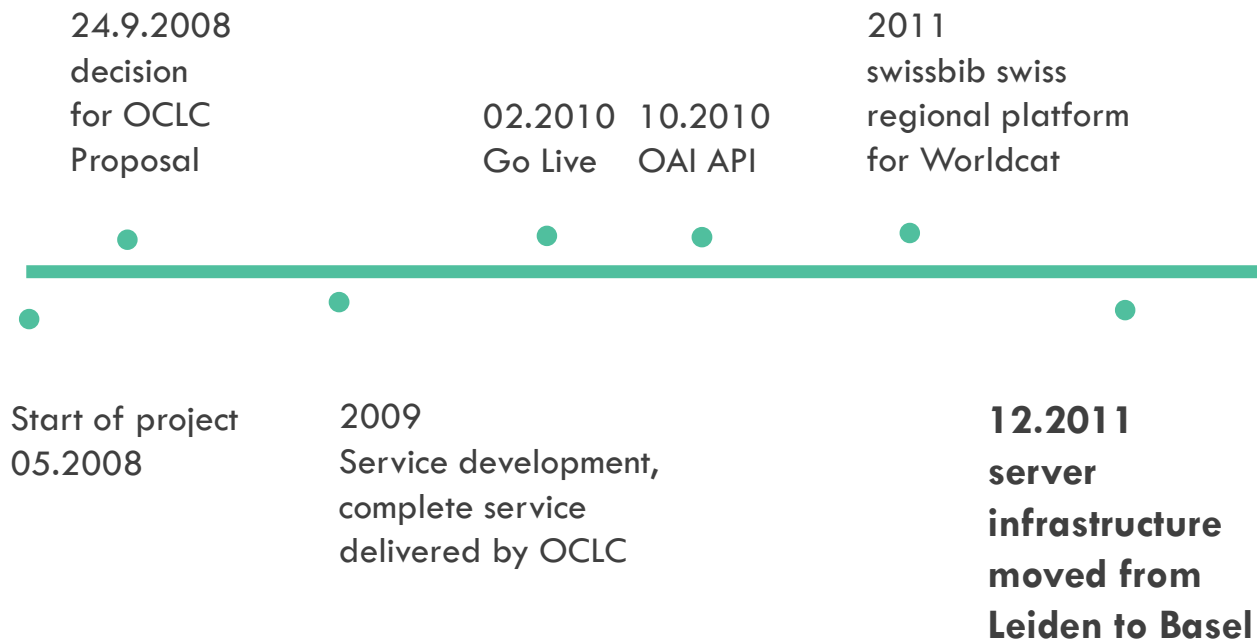 24.9.2008
decision
for OCLC
Proposal
02.2010
Go Live
10.2010
OAI API
2011
swissbib swiss
regional platform
for Worldcat
Start of project
05.2008
2009
Service development,
complete service
delivered by OCLC
12.2011
server
infrastructure
moved from
Leiden to Basel